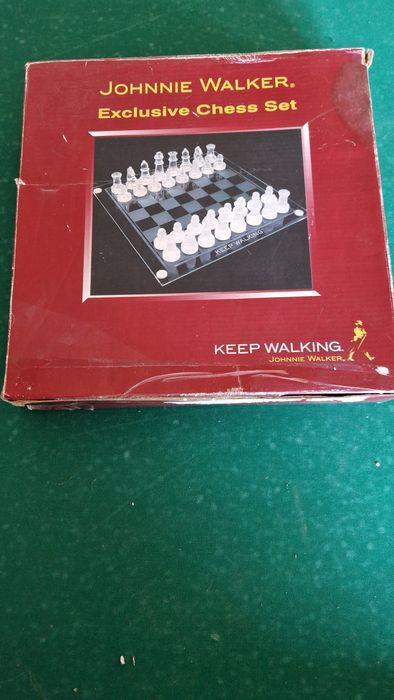 JOHNNIE WALKER®
Exclusive Chess Set
KEEP WALKING
KEEP WALKING.
JOHNNIE WALKER®